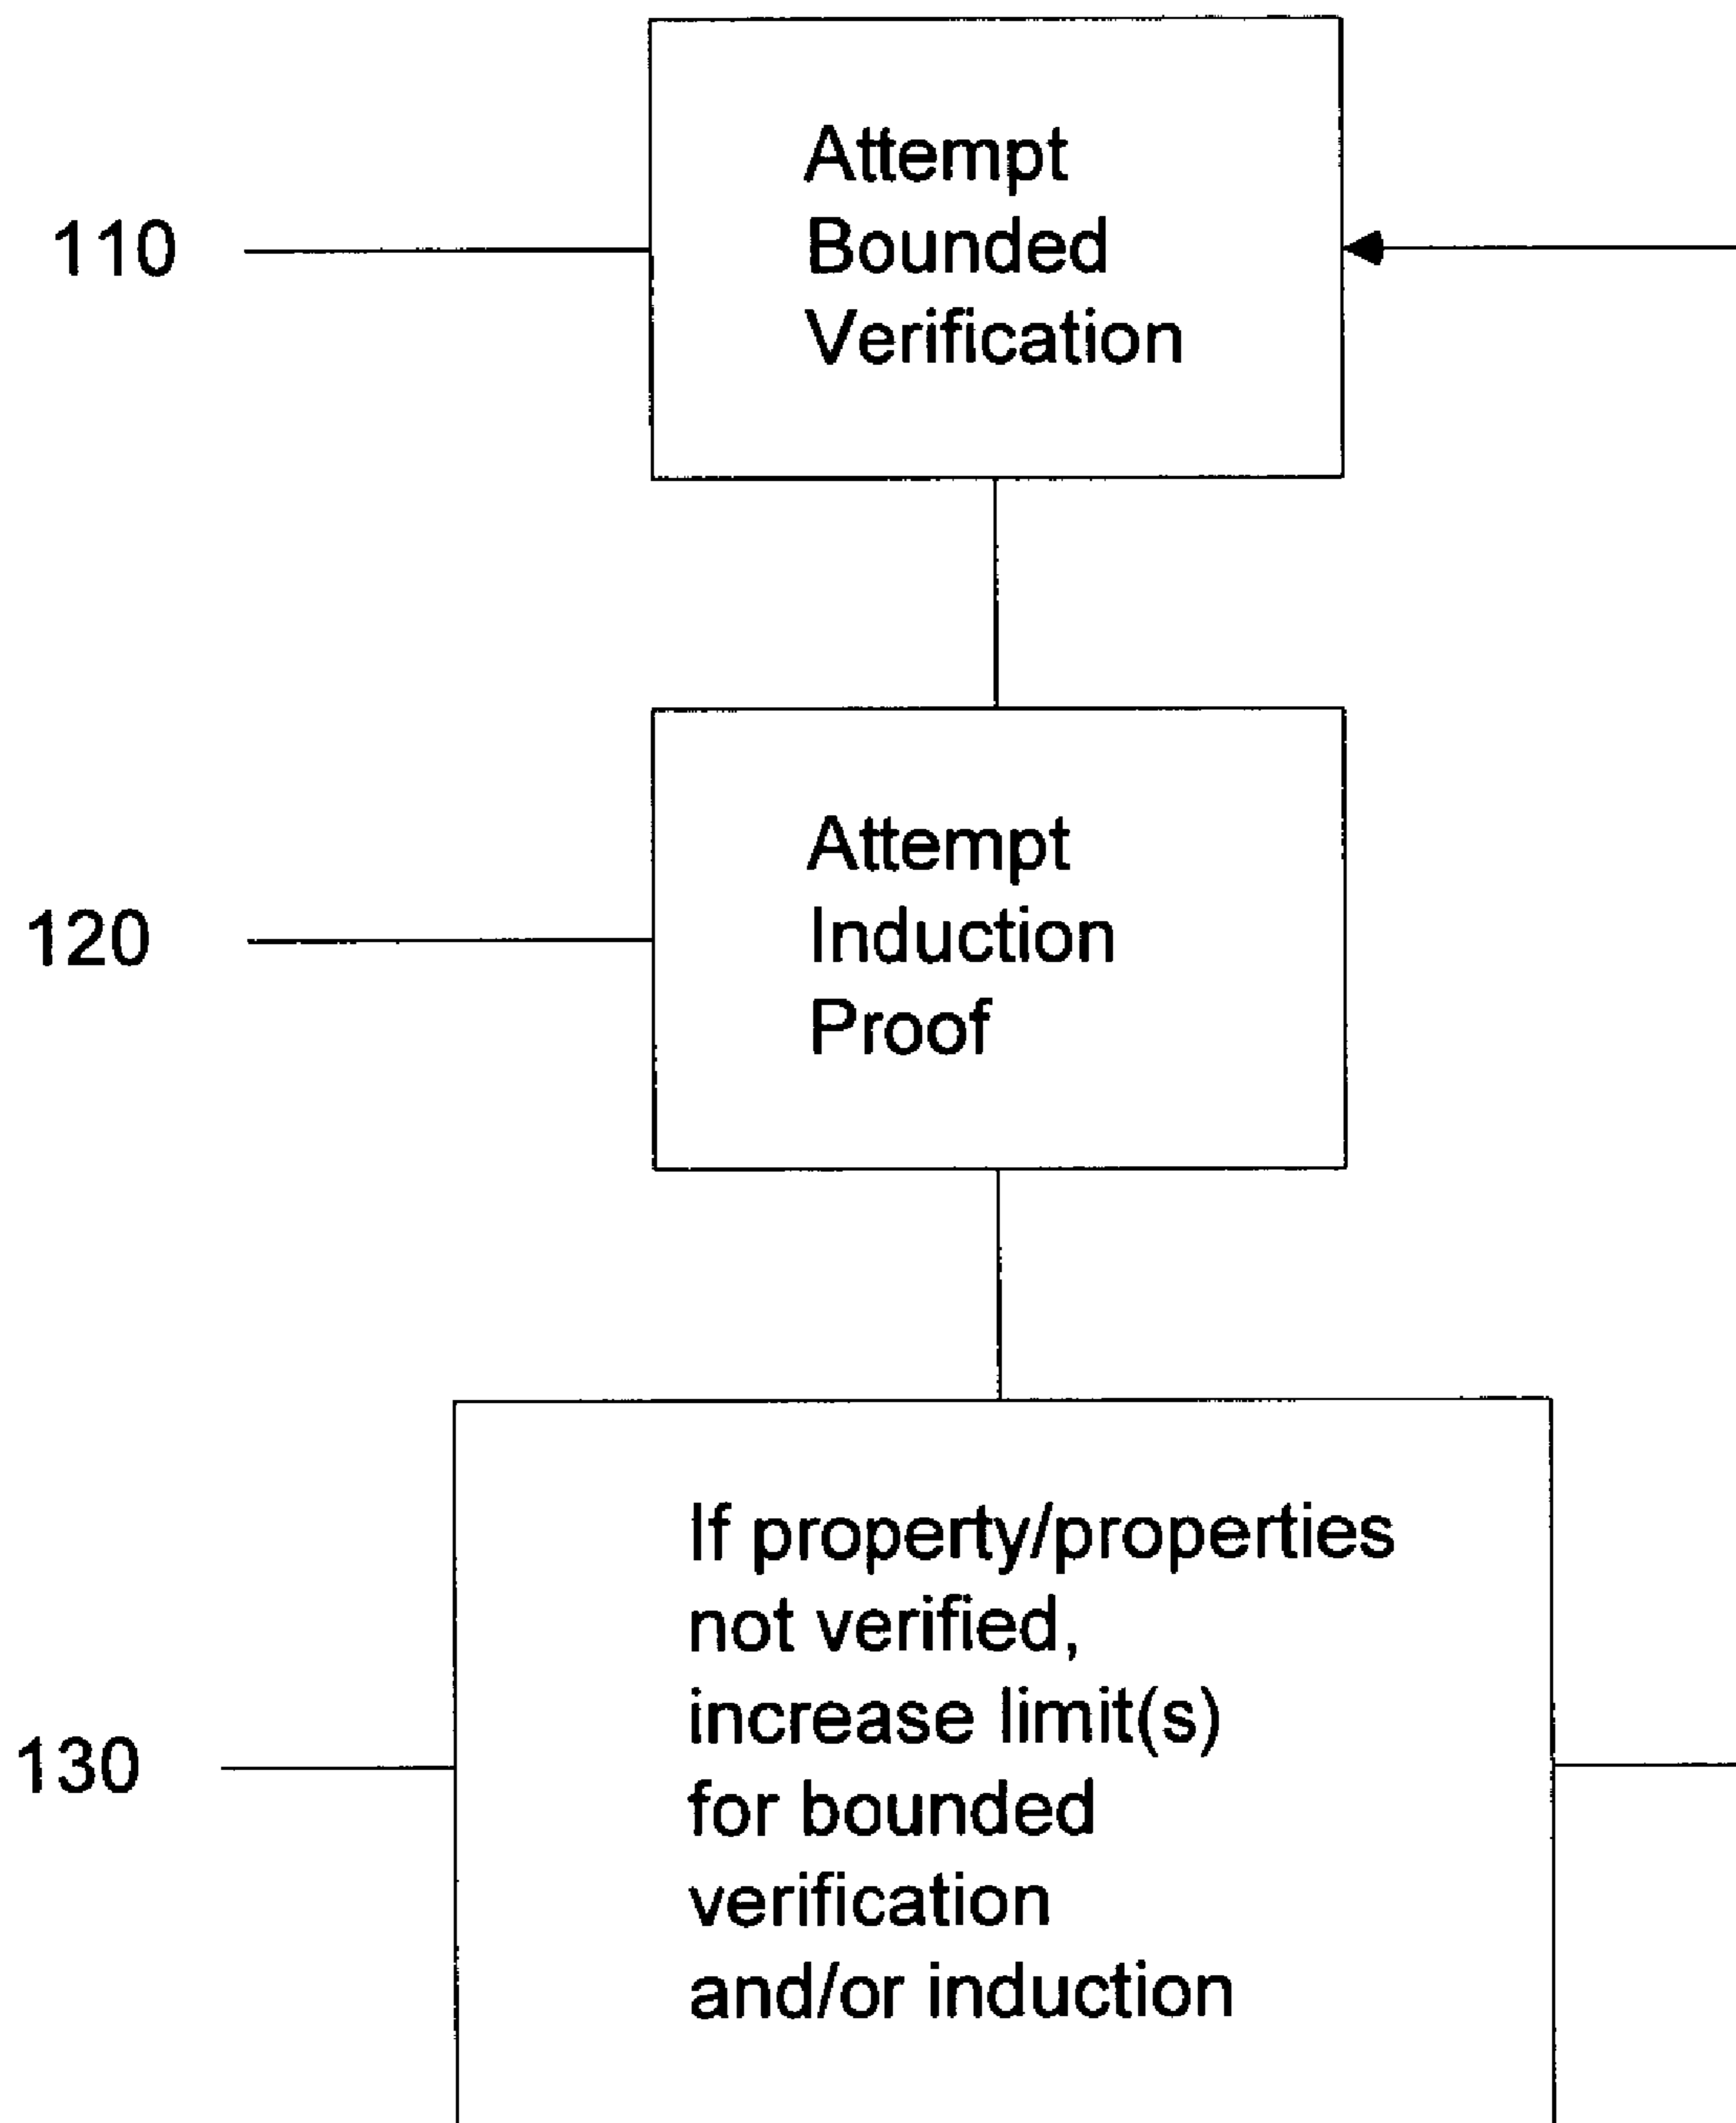 110
Attempt
Bounded
Verification
120
Attempt
Induction
Proof
130
If property/properties
not verified,
increase limit(s)
for bounded
verification
and/or induction